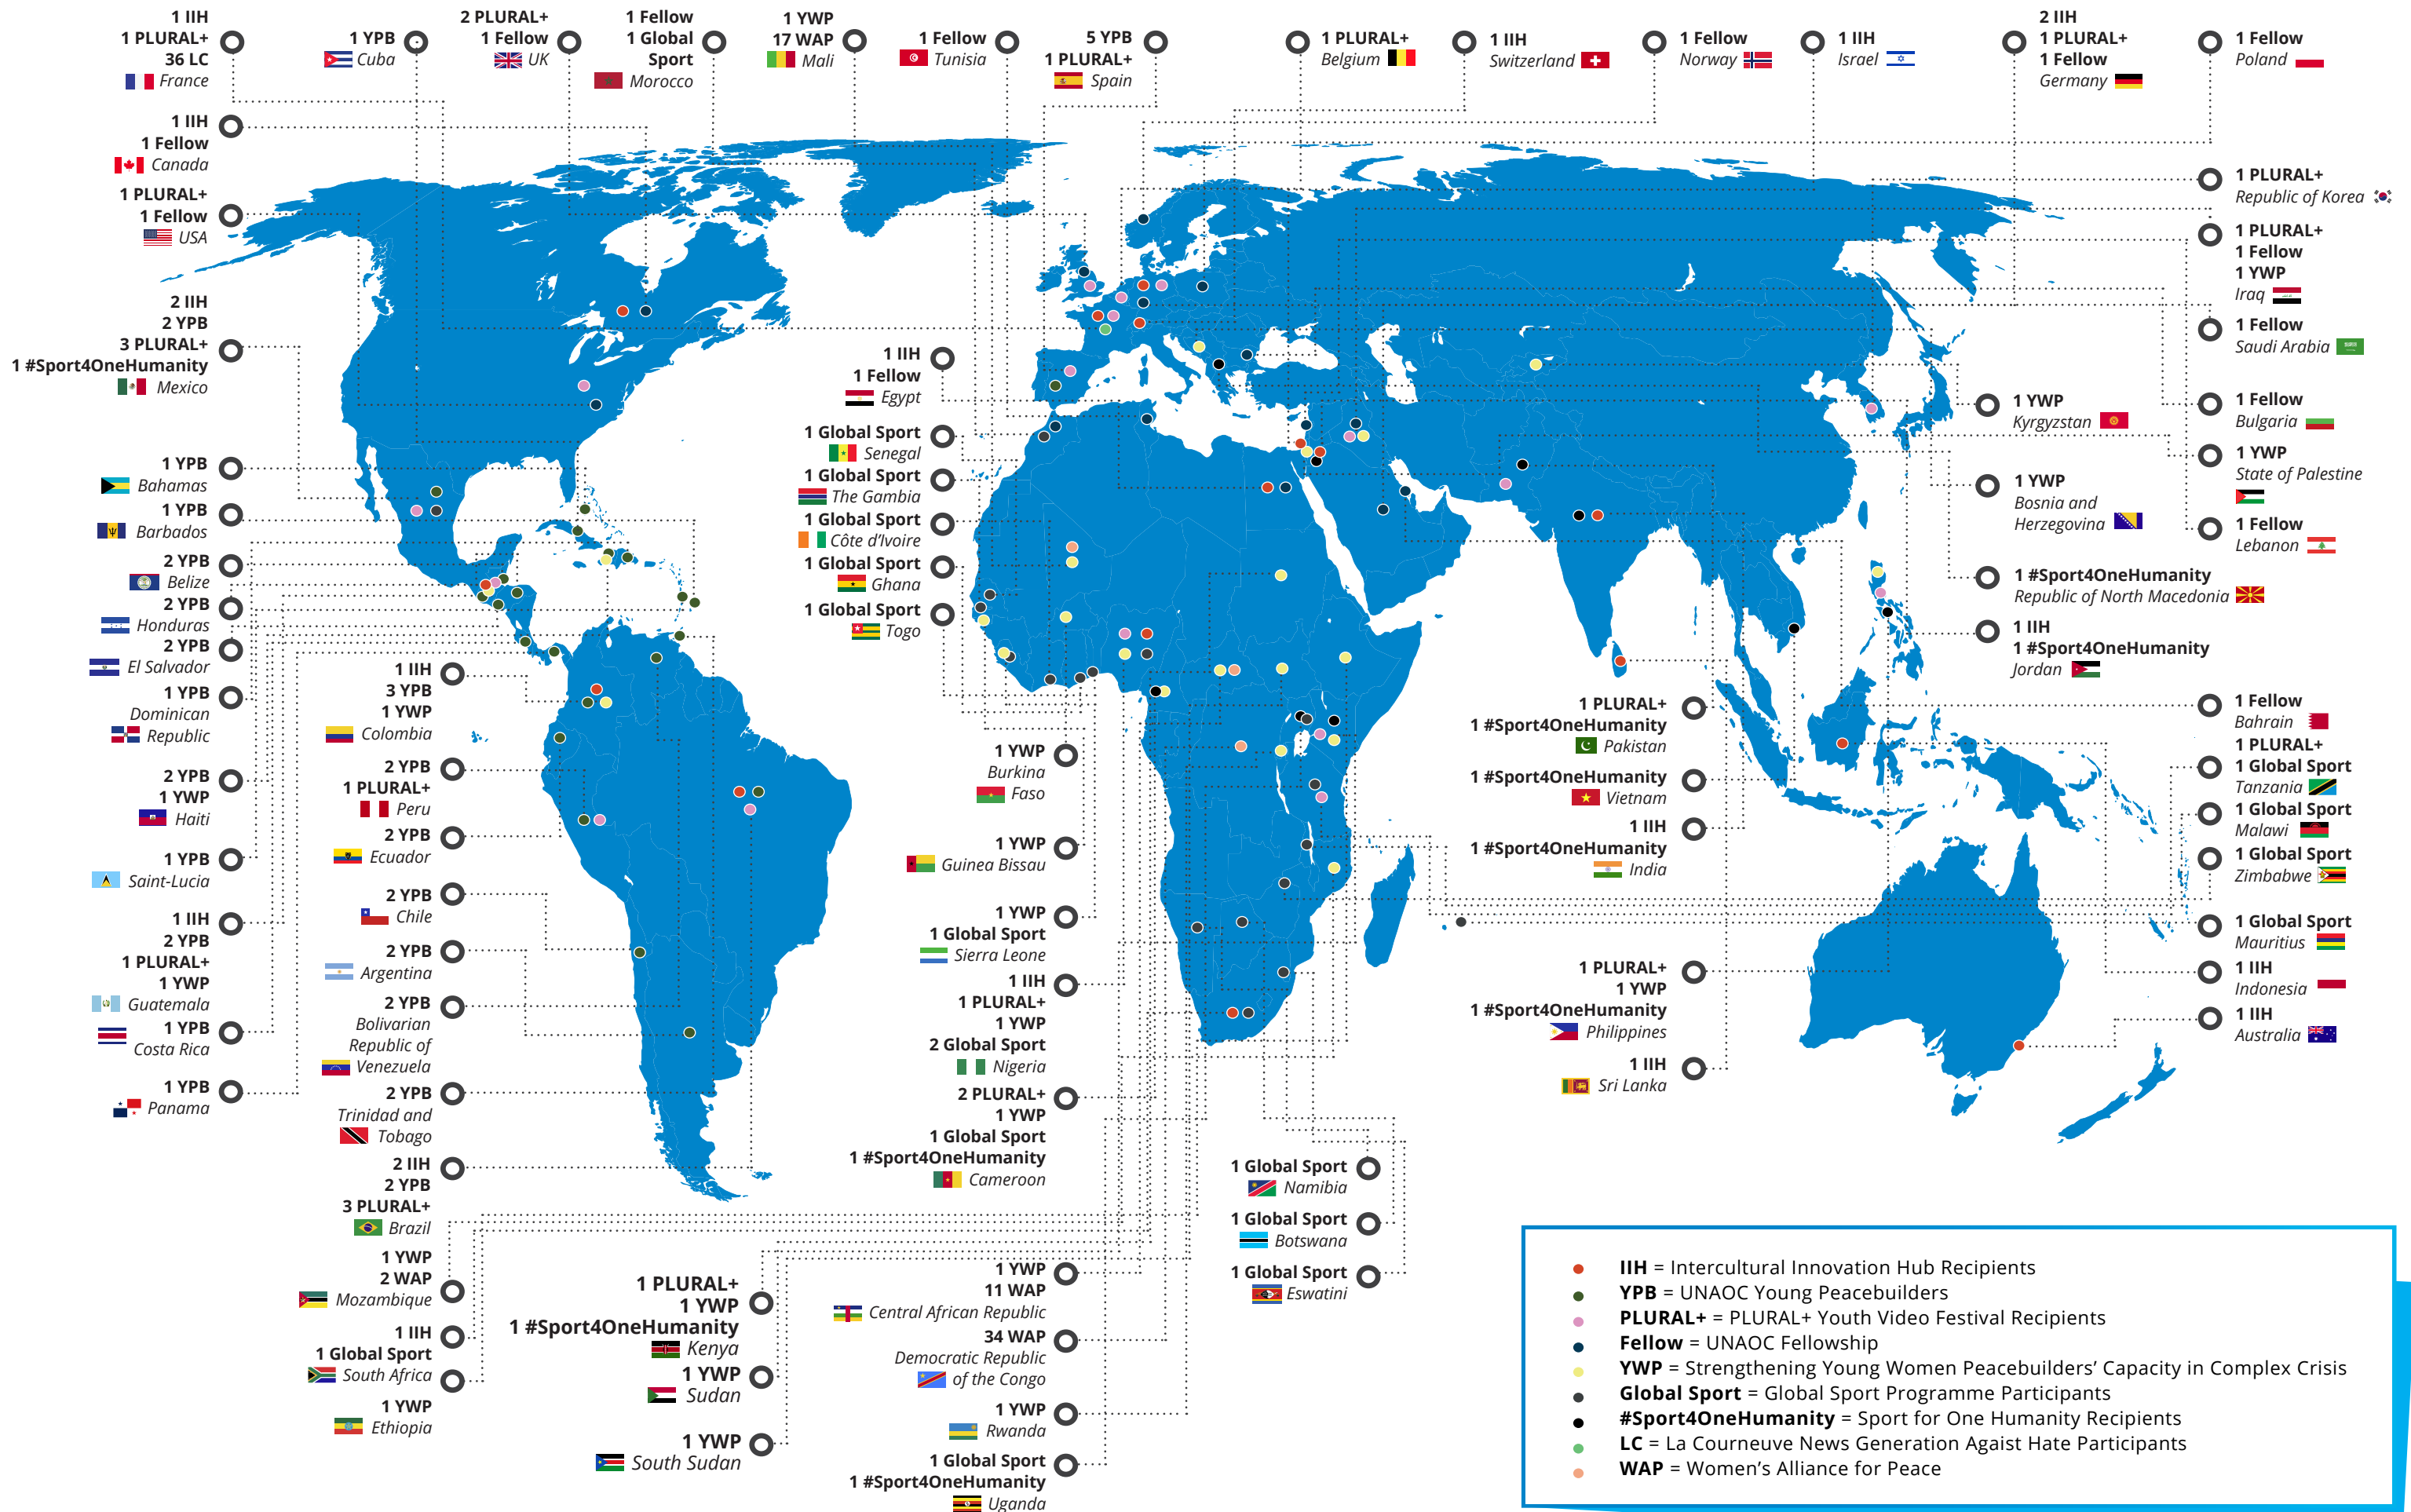 1 IIH
1 PLURAL+
36 LC
France
1 YPB
Cuba
2 PLURAL+
1 Fellow
UK
1 Fellow
1 Global
Sport
Morocco
1 YWP
17 WAP
Mali
1 Fellow
Tunisia
5 YPB
1 PLURAL+
Spain
1 PLURAL+
Belgium
1 IIH
Switzerland
1 Fellow
Norway
1 IIH
Israel
2 IIH
1 PLURAL+
1 Fellow
Germany
1 Fellow
Poland
1 IIH
1 Fellow
Canada
1 PLURAL+
1 Fellow
USA
2 IIH
2 YPB
3 PLURAL+
1 #Sport4OneHumanity
Mexico
1 YPB
Bahamas
1 YPB
Barbados
2 YPB
Belize
2 YPB
Honduras
2 YPB
El Salvador
1 YPB
Dominican
Republic
2 YPB
1 YWP
Haiti
1 YPB
Saint-Lucia
1 IIH
2 YPB
1 PLURAL+
1 YWP
Guatemala
1 YPB
Costa Rica
1 YPB
Panama
1 IIH
3 YPB
1 YWP
Colombia
2 YPB
1 PLURAL+
Peru
2 YPB
Ecuador
2 YPB
Chile
2 YPB
Argentina
2 YPB
Bolivarian
Republic of
Venezuela
2 YPB
Trinidad and
Tobago
2 IIH
2 YPB
3 PLURAL+
Brazil
1 YWP
2 WAP
Mozambique
1 IIH
1 Global Sport
South Africa
1 YWP
Ethiopia
1 PLURAL+
1 YWP
1 #Sport4OneHumanity
Kenya
1 YWP
Sudan
1 YWP
South Sudan
1 IIH
1 Fellow
Egypt
1 Global Sport
Senegal
1 Global Sport
The Gambia
1 Global Sport
Côte d'Ivoire
1 Global Sport
Ghana
1 Global Sport
Togo
1 YWP
Burkina
Faso
1 YWP
Guinea Bissau
1 YWP
1 Global Sport
Sierra Leone
1 IIH
1 PLURAL+
1 YWP
2 Global Sport
Nigeria
2 PLURAL+
1 YWP
1 Global Sport
1 #Sport4OneHumanity
Cameroon
1 YWP
11 WAP
Central African Republic
34 WAP
Democratic Republic
of the Congo
1 YWP
Rwanda
1 Global Sport
1 #Sport4OneHumanity
Uganda
1 Global Sport
Namibia
1 Global Sport
Botswana
1 Global Sport
Eswatini
1 PLURAL+
1 #Sport4OneHumanity
Pakistan
1 #Sport4OneHumanity
Vietnam
1 IIH
1 #Sport4OneHumanity
India
1 PLURAL+
1 YWP
1 #Sport4OneHumanity
Philippines
1 IIH
Sri Lanka
1 YWP
Kyrgyzstan
1 YWP
Bosnia and
Herzegovina
1 #Sport4OneHumanity
Republic of North Macedonia
1 IIH
1 #Sport4OneHumanity
Jordan
1 PLURAL+
Republic of Korea
1 PLURAL+
1 Fellow
1 YWP
Iraq
1 Fellow
Saudi Arabia
1 Fellow
Bulgaria
1 YWP
State of Palestine
1 Fellow
Lebanon
1 Fellow
Bahrain
1 PLURAL+
1 Global Sport
Tanzania
1 Global Sport
Malawi
1 Global Sport
Zimbabwe
1 Global Sport
Mauritius
1 IIH
Indonesia
1 IIH
Australia
IIH = Intercultural Innovation Hub Recipients
YPB = UNAOC Young Peacebuilders
PLURAL+ = PLURAL+ Youth Video Festival Recipients
Fellow = UNAOC Fellowship
YWP = Strengthening Young Women Peacebuilders' Capacity in Complex Crisis
Global Sport = Global Sport Programme Participants
#Sport4OneHumanity = Sport for One Humanity Recipients
LC = La Courneuve News Generation Agaist Hate Participants
WAP = Women's Alliance for Peace